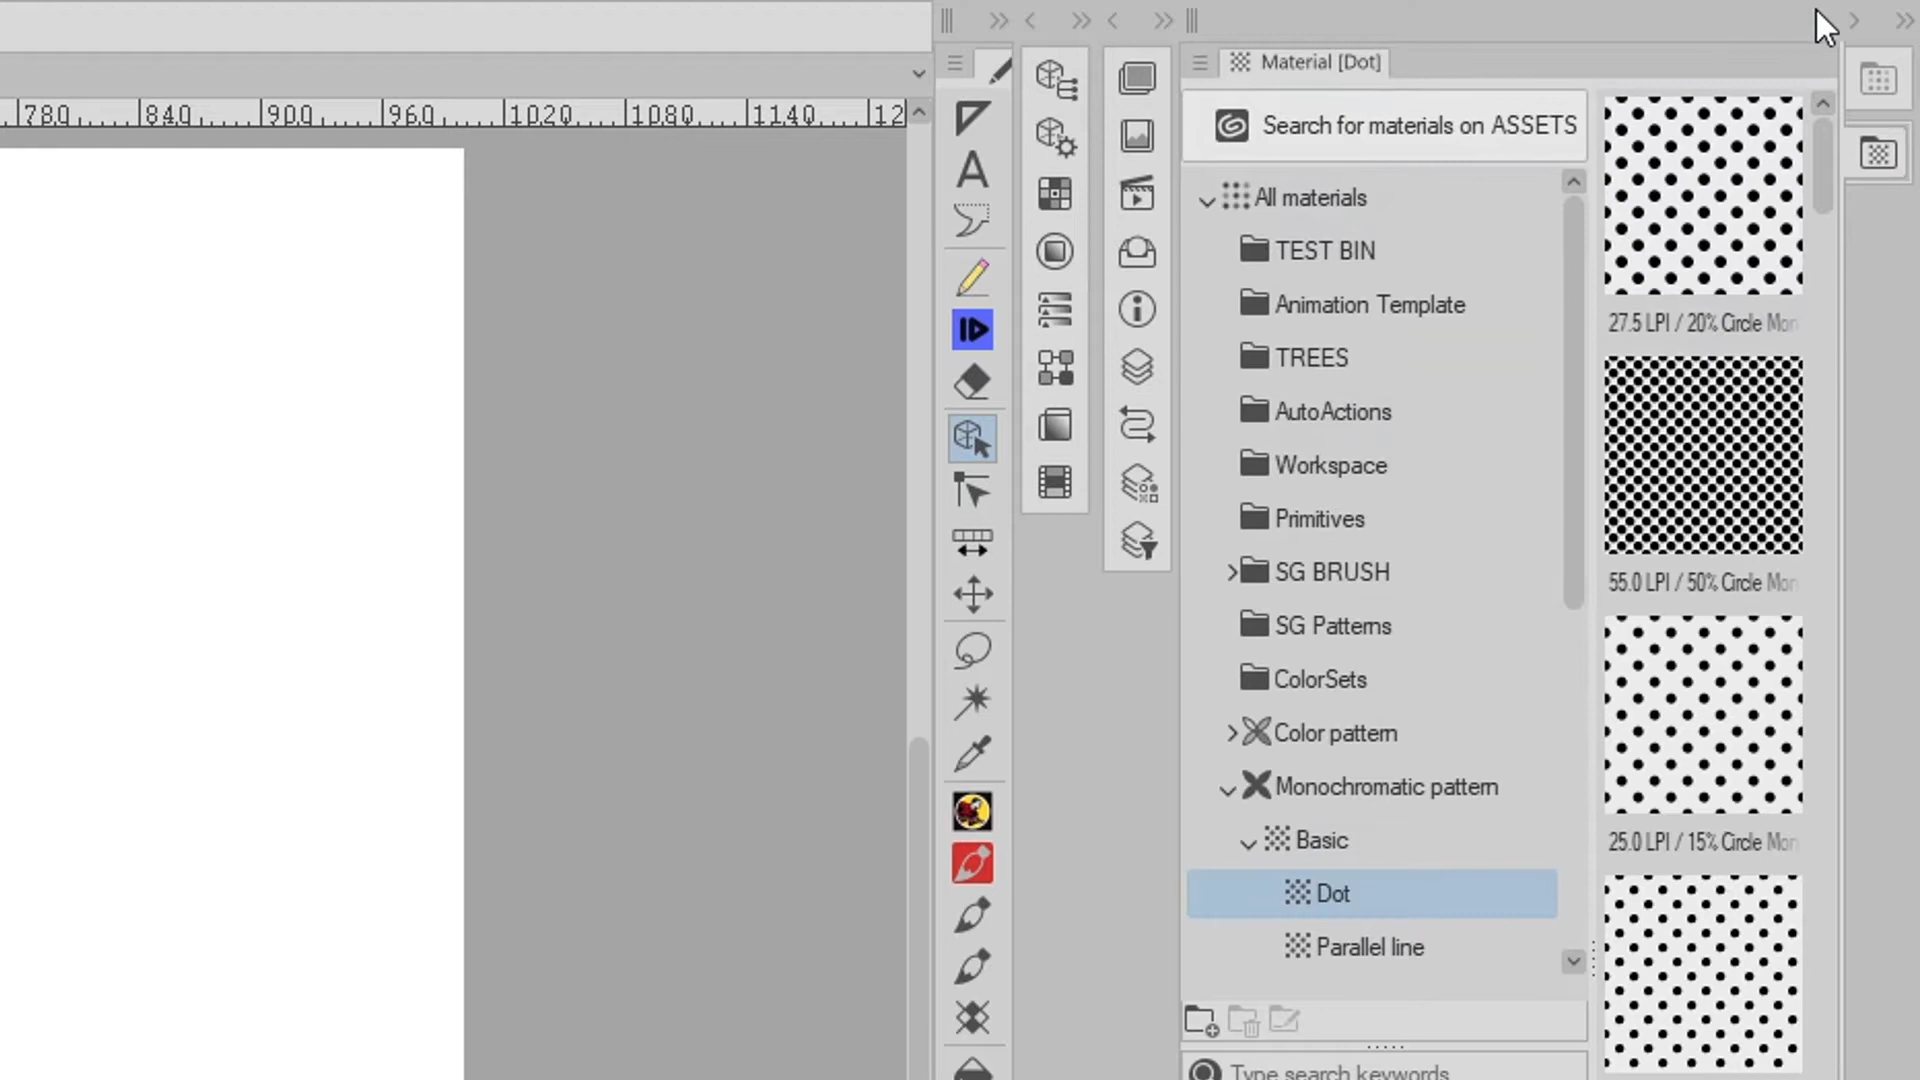 Material [Dot]
780 840 900 960 1020 1080 1140 12
Search for materials on ASSETS
All materials
TEST BIN
Animation Template
TREES
AutoActions
Workspace
Primitives
SG BRUSH
SG Patterns
ColorSets
Color pattern
Monochromatic pattern
Basic
Dot
Parallel line
Type search keywords
27.5 LPI / 20% Circle Mon
55.0 LPI / 50% Circle Mon
25.0 LPI / 15% Circle Mon